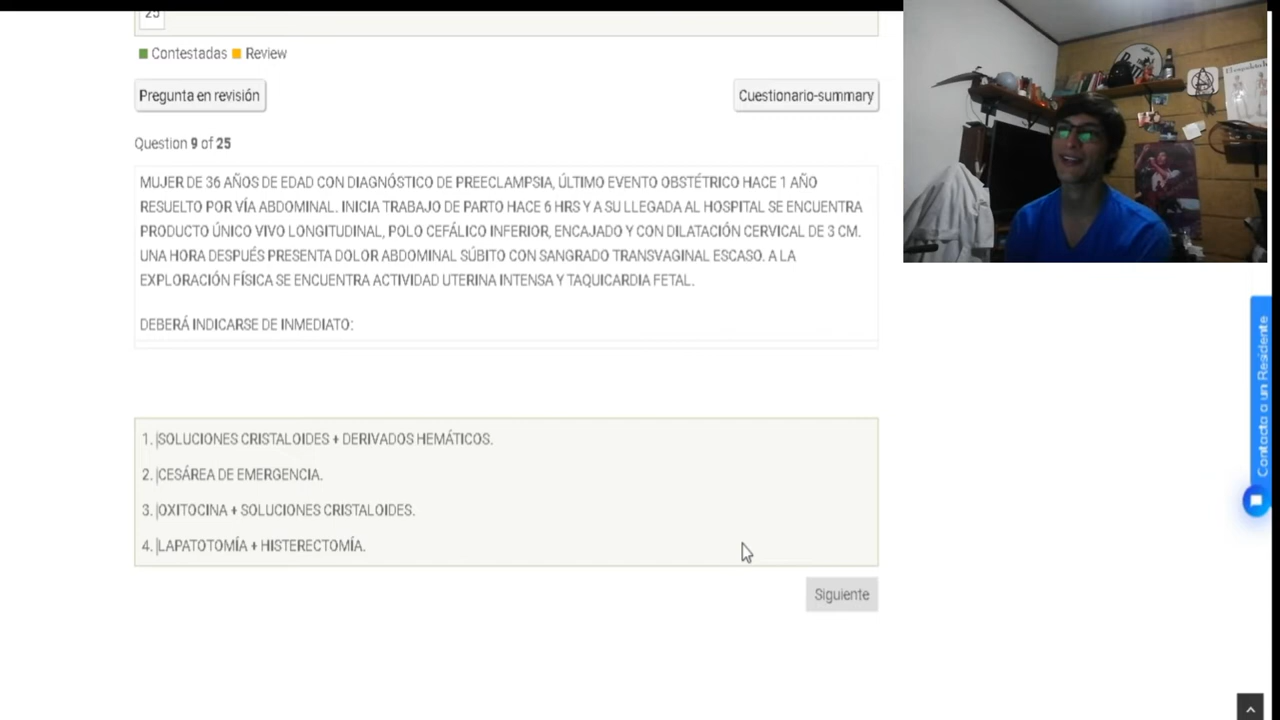 25
Contestadas Review
Pregunta en revisión
Cuestionario-summary
Question 9 of 25
MUJER DE 36 AÑOS DE EDAD CON DIAGNÓSTICO DE PREECLAMPSIA, ÚLTIMO EVENTO OBSTÉTRICO HACE 1 AÑO
RESUELTO POR VÍA ABDOMINAL. INICIA TRABAJO DE PARTO HACE 6 HRS Y A SU LLEGADA AL HOSPITAL SE ENCUENTRA
PRODUCTO ÚNICO VIVO LONGITUDINAL, POLO CEFÁLICO INFERIOR, ENCAJADO Y CON DILATACIÓN CERVICAL DE 3 CM.
UNA HORA DESPUÉS PRESENTA DOLOR ABDOMINAL SÚBITO CON SANGRADO TRANSVAGINAL ESCASO. A LA
EXPLORACIÓN FÍSICA SE ENCUENTRA ACTIVIDAD UTERINA INTENSA Y TAQUICARDIA FETAL.
DEBERÁ INDICARSE DE INMEDIATO:
1. SOLUCIONES CRISTALOIDES + DERIVADOS HEMÁTICOS.
2. CESÁREA DE EMERGENCIA.
3. OXITOCINA + SOLUCIONES CRISTALOIDES.
4. LAPATOTOMÍA + HISTERECTOMÍA.
Siguiente
Contacta a un Residente